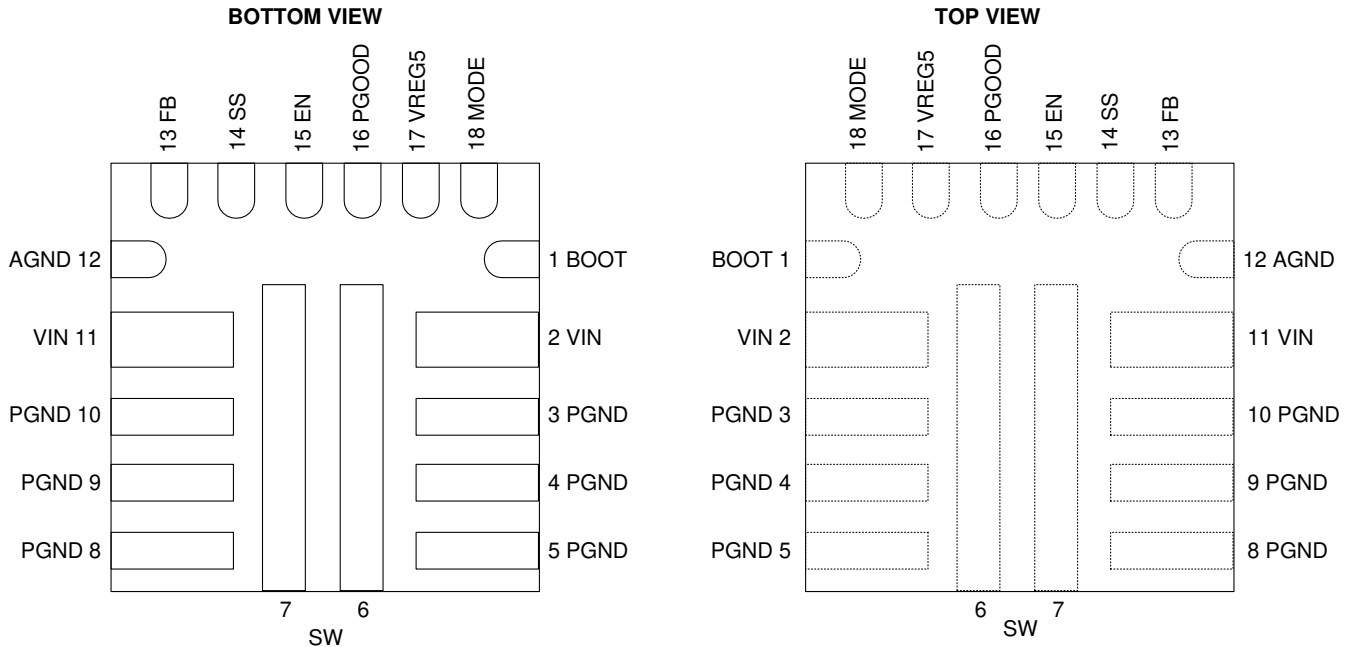 BOTTOM VIEW
13 FB
14 SS
15 EN
16 PGOOD
17 VREG5
18 MODE
AGND 12
1 BOOT
VIN 11
2 VIN
PGND 10
3 PGND
PGND 9
4 PGND
PGND 8
5 PGND
7
6
SW
TOP VIEW
18 MODE
17 VREG5
16 PGOOD
15 EN
14 SS
13 FB
BOOT 1
12 AGND
VIN 2
11 VIN
PGND 3
10 PGND
PGND 4
9 PGND
PGND 5
8 PGND
6
7
SW